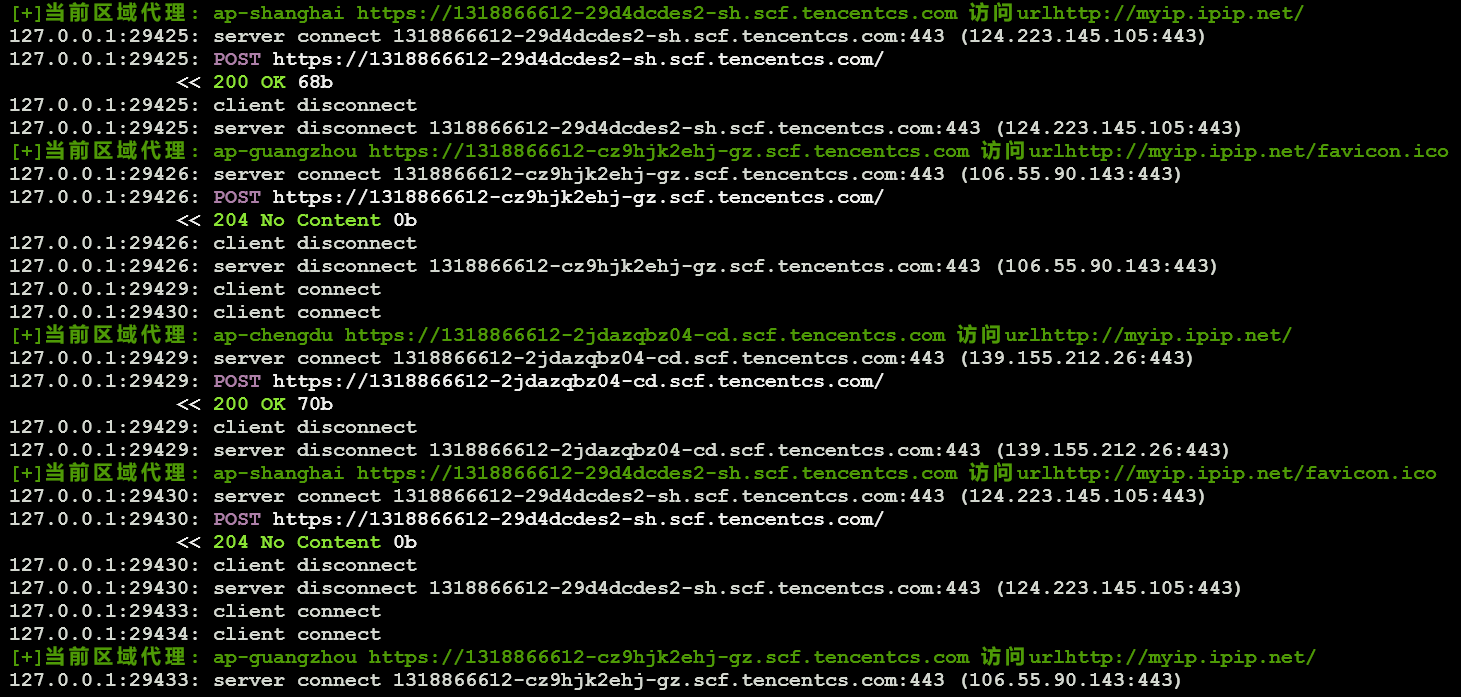 [+]当前区域代理：ap-shanghai https://1318866612-29d4dcdes2-sh.scf.tencentcs.com 访问urlhttp://myip.ipip.net/
127.0.0.1:29425: server connect 1318866612-29d4dcdes2-sh.scf.tencentcs.com:443 (124.223.145.105:443)
127.0.0.1:29425: POST https://1318866612-29d4dcdes2-sh.scf.tencentcs.com/
<< 200 OK 68b
127.0.0.1:29425: client disconnect
127.0.0.1:29425: server disconnect 1318866612-29d4dcdes2-sh.scf.tencentcs.com:443 (124.223.145.105:443)
[+]当前区域代理：ap-guangzhou https://1318866612-cz9hjk2ehj-gz.scf.tencentcs.com 访问urlhttp://myip.ipip.net/favicon.ico
127.0.0.1:29426: server connect 1318866612-cz9hjk2ehj-gz.scf.tencentcs.com:443 (106.55.90.143:443)
127.0.0.1:29426: POST https://1318866612-cz9hjk2ehj-gz.scf.tencentcs.com/
<< 204 No Content 0b
127.0.0.1:29426: client disconnect
127.0.0.1:29426: server disconnect 1318866612-cz9hjk2ehj-gz.scf.tencentcs.com:443 (106.55.90.143:443)
127.0.0.1:29429: client connect
127.0.0.1:29430: client connect
[+]当前区域代理：ap-chengdu https://1318866612-2jdazqbz04-cd.scf.tencentcs.com 访问urlhttp://myip.ipip.net/
127.0.0.1:29429: server connect 1318866612-2jdazqbz04-cd.scf.tencentcs.com:443 (139.155.212.26:443)
127.0.0.1:29429: POST https://1318866612-2jdazqbz04-cd.scf.tencentcs.com/
<< 200 OK 70b
127.0.0.1:29429: client disconnect
127.0.0.1:29429: server disconnect 1318866612-2jdazqbz04-cd.scf.tencentcs.com:443 (139.155.212.26:443)
[+]当前区域代理：ap-shanghai https://1318866612-29d4dcdes2-sh.scf.tencentcs.com 访问urlhttp://myip.ipip.net/favicon.ico
127.0.0.1:29430: server connect 1318866612-29d4dcdes2-sh.scf.tencentcs.com:443 (124.223.145.105:443)
127.0.0.1:29430: POST https://1318866612-29d4dcdes2-sh.scf.tencentcs.com/
<< 204 No Content 0b
127.0.0.1:29430: client disconnect
127.0.0.1:29430: server disconnect 1318866612-29d4dcdes2-sh.scf.tencentcs.com:443 (124.223.145.105:443)
127.0.0.1:29433: client connect
127.0.0.1:29434: client connect
[+]当前区域代理：ap-guangzhou https://1318866612-cz9hjk2ehj-gz.scf.tencentcs.com 访问urlhttp://myip.ipip.net/
127.0.0.1:29433: server connect 1318866612-cz9hjk2ehj-gz.scf.tencentcs.com:443 (106.55.90.143:443)